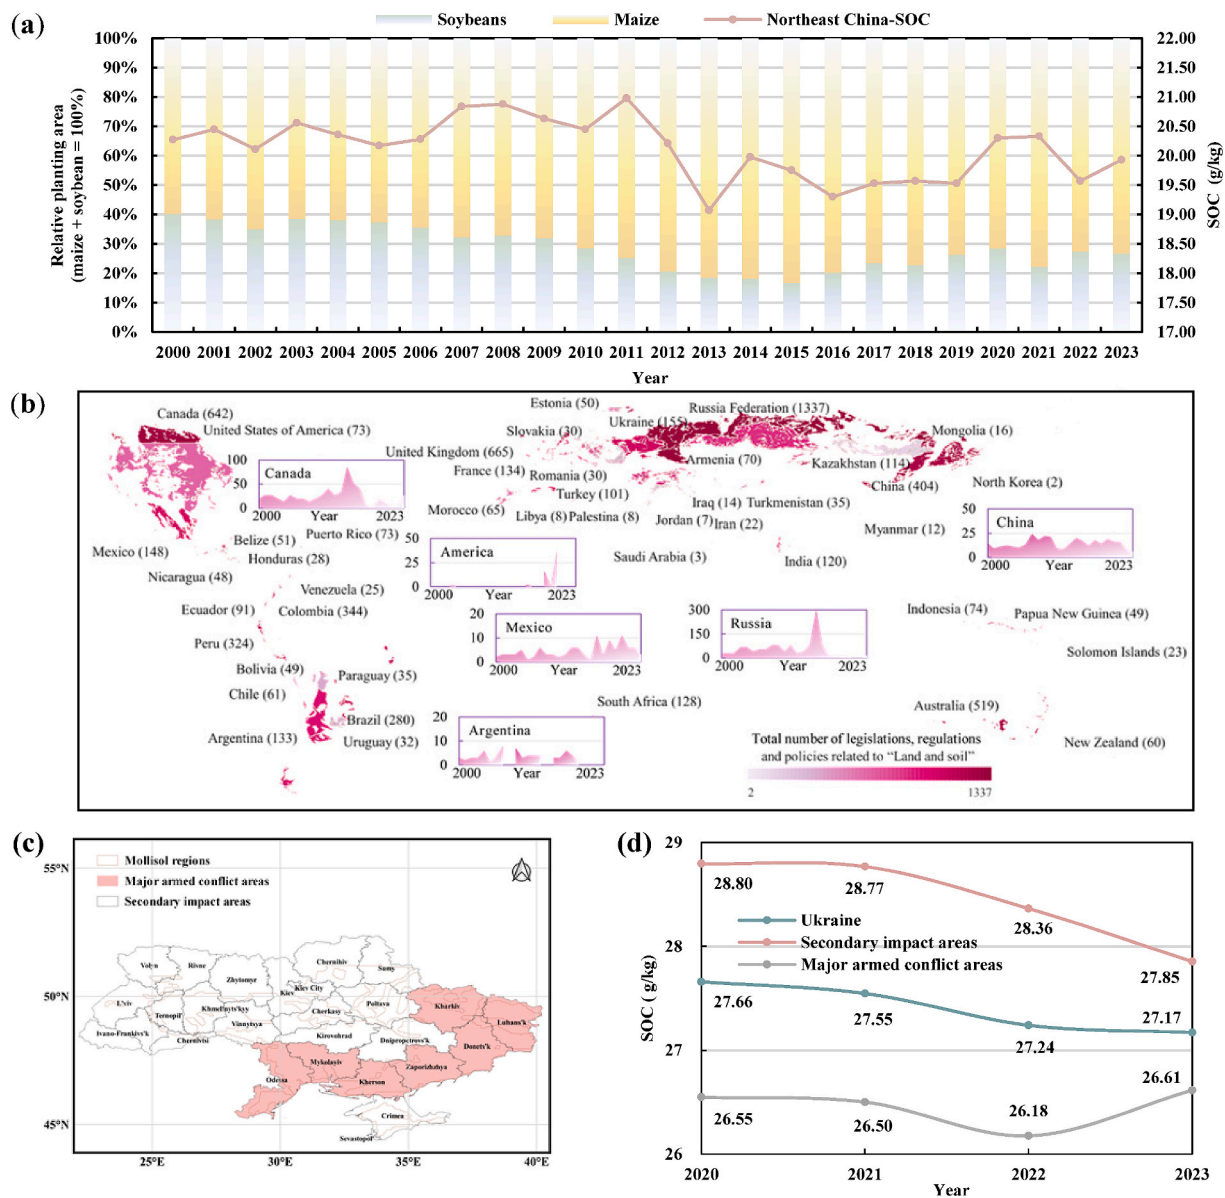 (a)
Soybeans
Maize
Northeast China-SOC
100%
90%
80%
70%
60%
50%
40%
30%
20%
10%
0%
Relative planting area
(maize + soybean = 100%)
22.00
21.50
21.00
20.50
20.00
19.50
19.00
18.50
18.00
17.50
17.00
SOC (g/kg)
2000 2001 2002 2003 2004 2005 2006 2007 2008 2009 2010 2011 2012 2013 2014 2015 2016 2017 2018 2019 2020 2021 2022 2023
Year
(b)
Canada (642)
United States of America (73)
Estonia (50)
Ukraine (155)
Russia Federation (1337)
Slovakia (30)
Mongolia (16)
United Kingdom (665)
France (134)
Romania (30)
Armenia (70)
Kazakhstan (114)
China (404)
North Korea (2)
Turkey (101)
Morocco (65)
Libya (8)
Palestina (8)
Iraq (14)
Turkmenistan (35)
Jordan (7)
Iran (22)
Myanmar (12)
Saudi Arabia (3)
India (120)
Mexico (148)
Belize (51)
Puerto Rico (73)
Honduras (28)
Nicaragua (48)
Venezuela (25)
Ecuador (91)
Colombia (344)
Peru (324)
Bolivia (49)
Paraguay (35)
Chile (61)
Brazil (280)
Argentina (133)
Uruguay (32)
South Africa (128)
Indonesia (74)
Papua New Guinea (49)
Solomon Islands (23)
Australia (519)
New Zealand (60)
100
50
0
Canada
2000 Year 2023
50
25
0
America
2000 Year 2023
20
10
0
Mexico
2000 Year 2023
300
150
0
Russia
2000 Year 2023
50
25
0
China
2000 Year 2023
20
10
0
Argentina
2000 Year 2023
Total number of legislations, regulations
and policies related to “Land and soil”
2 1337
(c)
Mollisol regions
Major armed conflict areas
Secondary impact areas
55°N
50°N
45°N
25°E 30°E 35°E 40°E
Volyn
Rivne
Zhytomyr
Chernihiv
Sumy
Kiev City
Kiev
L'viv
Ternopil
Khmel'nyts'kyy
Vinnytsya
Cherkasy
Poltava
Kharkiv
Luhans'k
Ivano-Frankivs'k
Chernivtsi
Kirovohrad
Dnipropetrovs'k
Donets'k
Mykolayiv
Zaporizhzhya
Odessa
Kherson
Crimea
Sevastopol'
(d)
29
28
27
26
SOC ( g/kg)
28.80
28.77
28.36
27.85
Ukraine
Secondary impact areas
Major armed conflict areas
27.66
27.55
27.24
27.17
26.55
26.50
26.18
26.61
2020 2021 2022 2023
Year